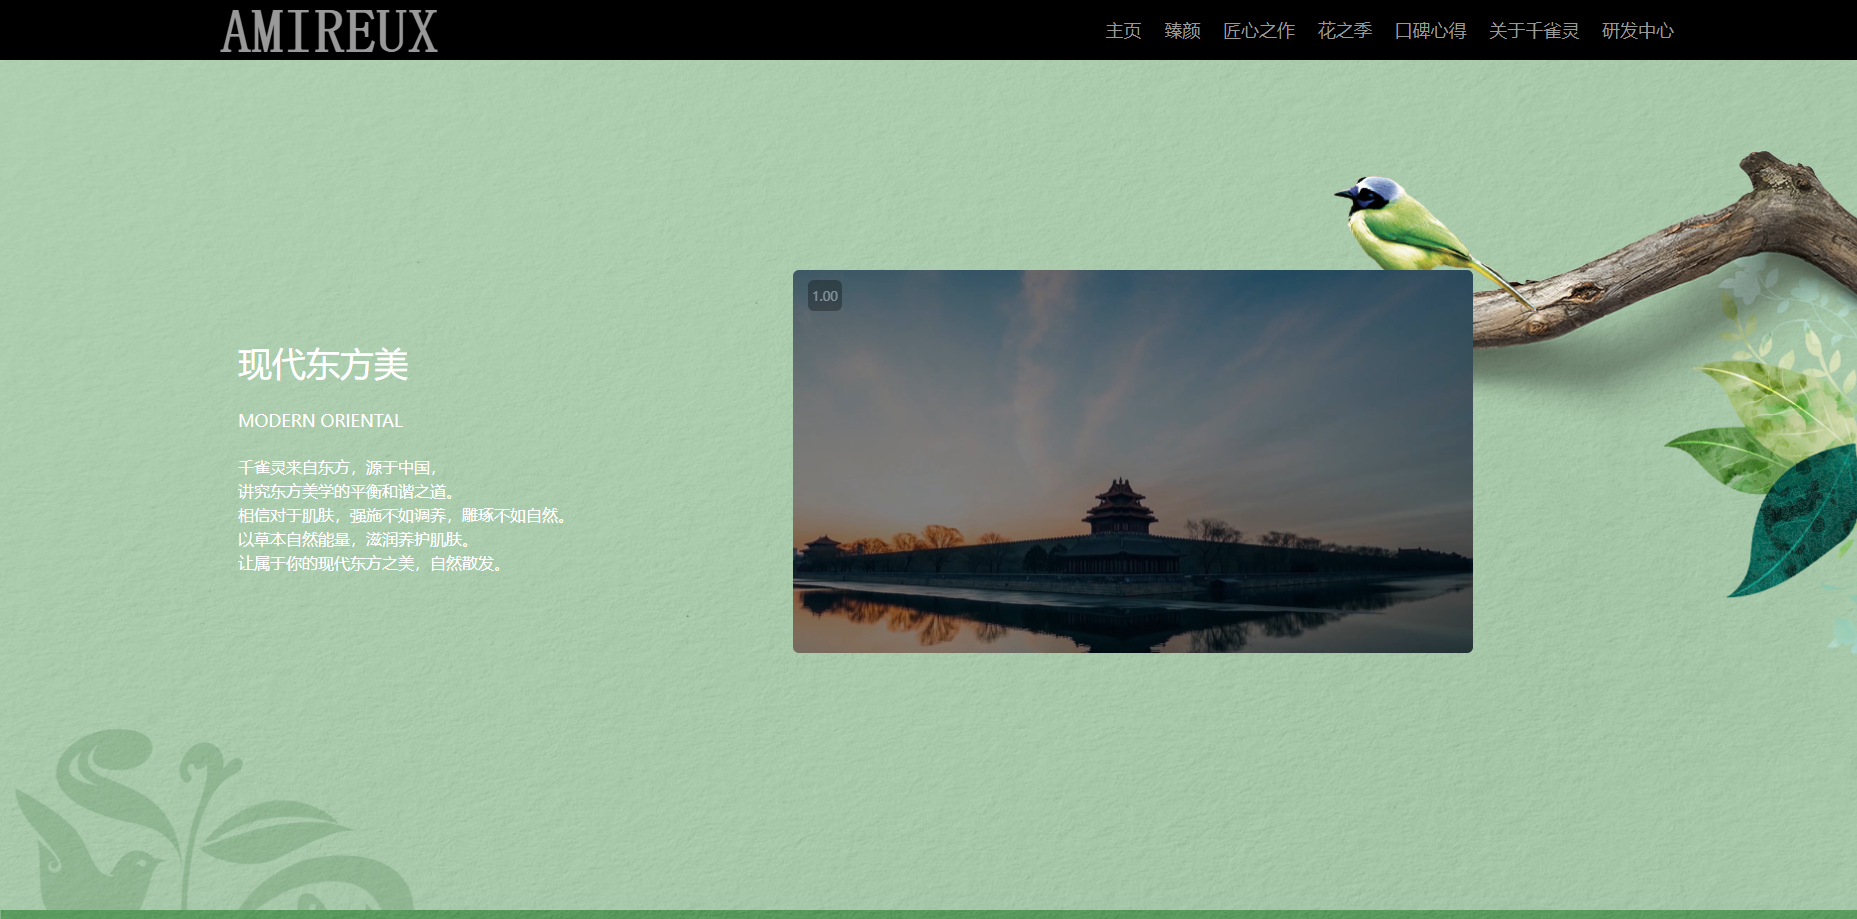 AMIREUX
主页 臻颜 匠心之作 花之季 口碑心得 关于千雀灵 研发中心
1.00
现代东方美
MODERN ORIENTAL
千雀灵来自东方，源于中国，
讲究东方美学的平衡和谐之道。
相信对于肌肤，强施不如调养，雕琢不如自然。
以草本自然能量，滋润养护肌肤。
让属于你的现代东方之美，自然散发。